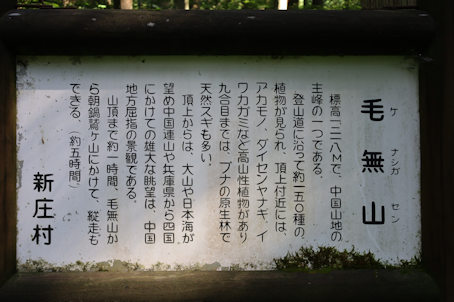 毛無山
ケナシガセン
標高一二一八Mで、中国山地の
主峰の一つである。
登山道に沿って約一五〇種の
植物が見られ、頂上付近には、
アカモノ、ダイセンヤナギ、イ
ワカガミなど高山性植物があり
九合目までは、ブナの原生林で
天然スギも多い。
頂上からは、大山や日本海が
望め中国連山や兵庫県から四国
にかけての雄大な眺望は、中国
地方屈指の景観である。
山頂まで約一時間、毛無山か
ら朝鍋鷲ヶ山にかけて、縦走も
できる。（約五時間）
新庄村